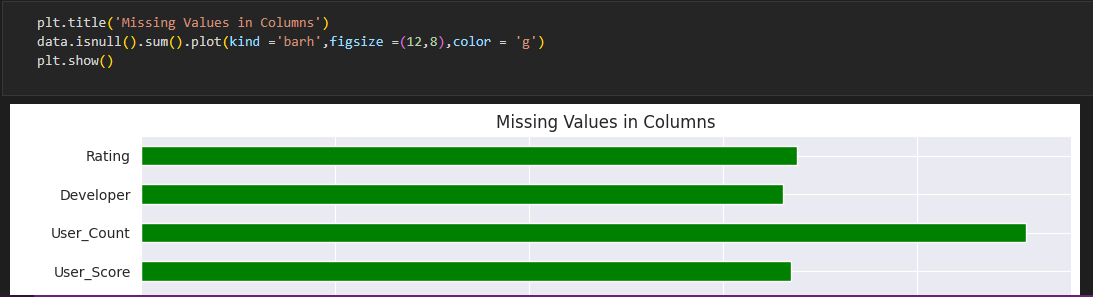 plt.title('Missing Values in Columns')
data.isnull().sum().plot(kind ='barh',figsize =(12,8),color = 'g')
plt.show()
Missing Values in Columns
Rating
Developer
User_Count
User_Score